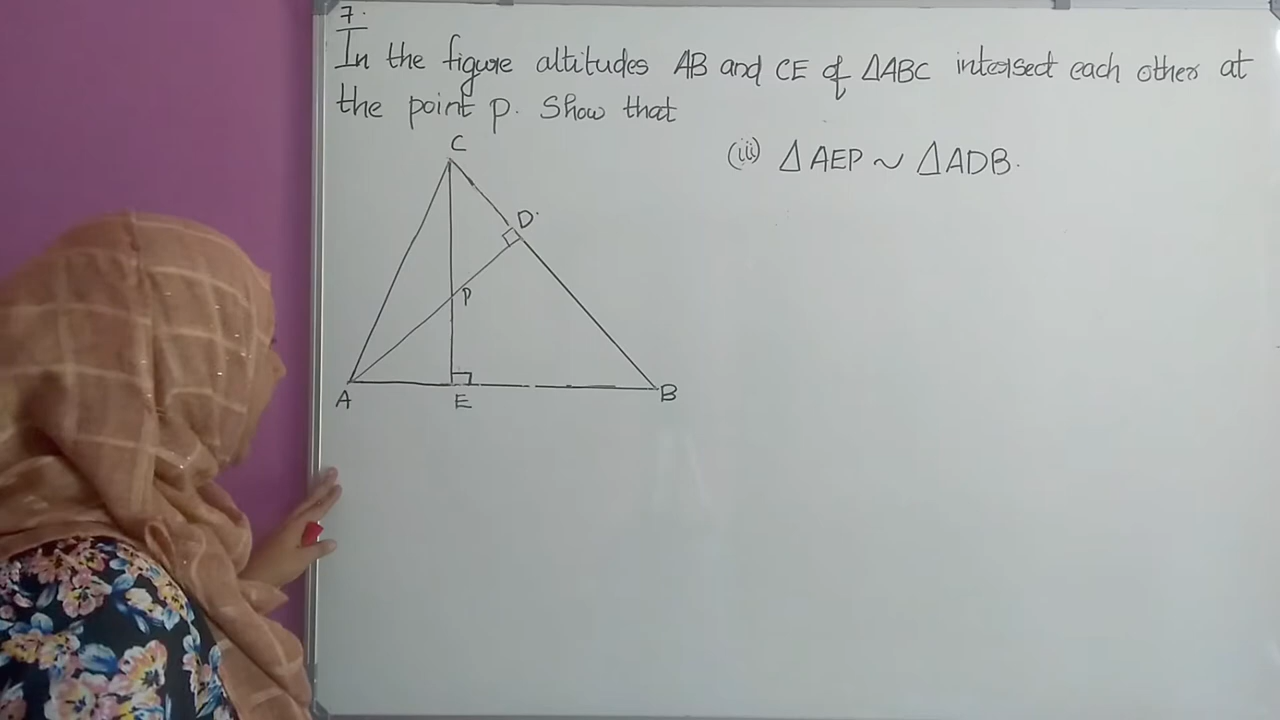 7.
In the figure altitudes AB and CE of ΔABC intersect each other at
the point P. Show that
(iii) ΔAEP ~ ΔADB.
C
D
P
A
E
B